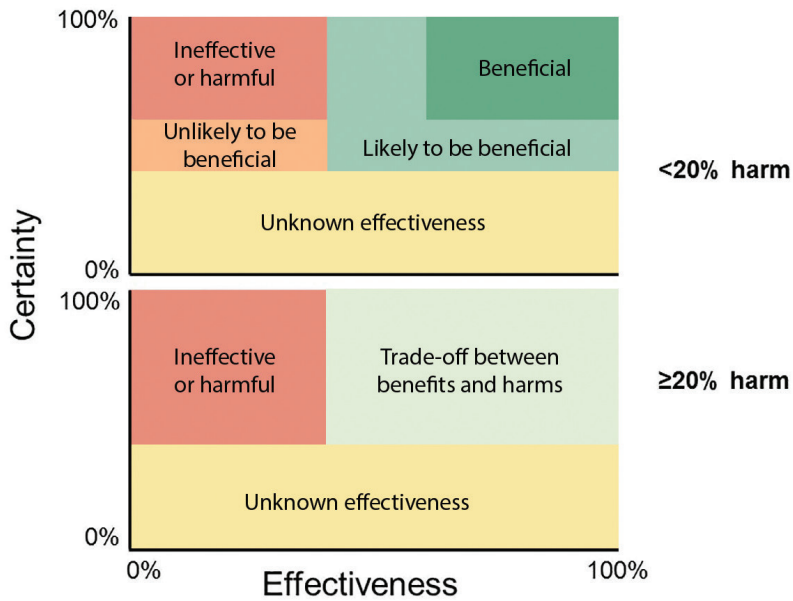 100%
Ineffective
or harmful
Beneficial
Unlikely to be
beneficial
Likely to be beneficial
<20% harm
Unknown effectiveness
0%
Certainty
100%
Ineffective
or harmful
Trade-off between
benefits and harms
≥20% harm
Unknown effectiveness
0%
0%
100%
Effectiveness